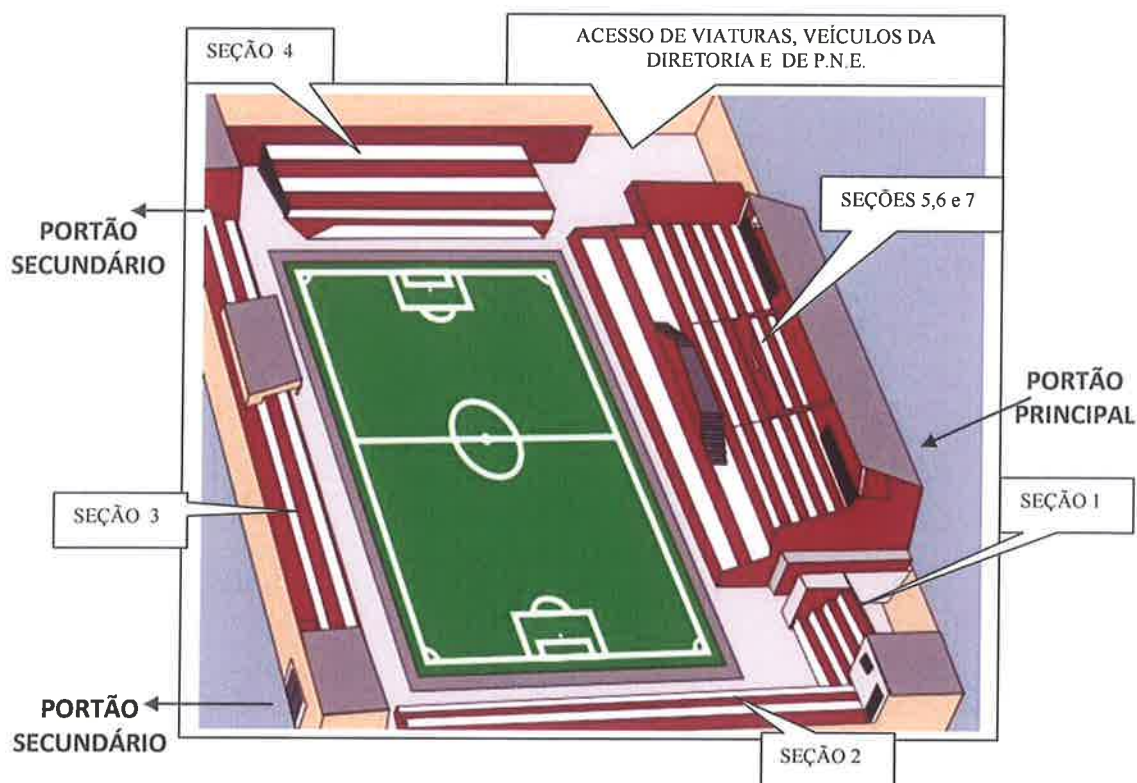 SEÇÃO 4
ACESSO DE VIATURAS, VEÍCULOS DA
DIRETORIA E DE P.N.E.
SEÇÕES 5,6 e 7
PORTÃO
SECUNDÁRIO
PORTÃO
PRINCIPAL
SEÇÃO 3
SEÇÃO 1
PORTÃO
SECUNDÁRIO
SEÇÃO 2